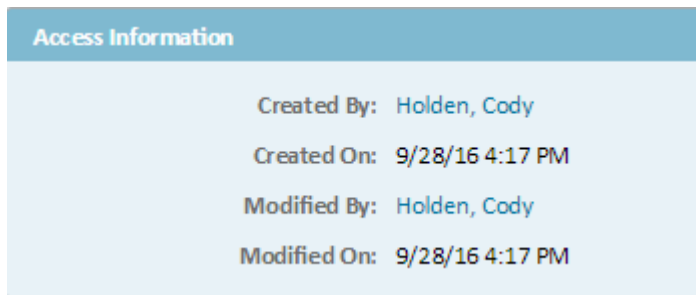 Access Information
Created By: Holden, Cody
Created On: 9/28/16 4:17 PM
Modified By: Holden, Cody
Modified On: 9/28/16 4:17 PM